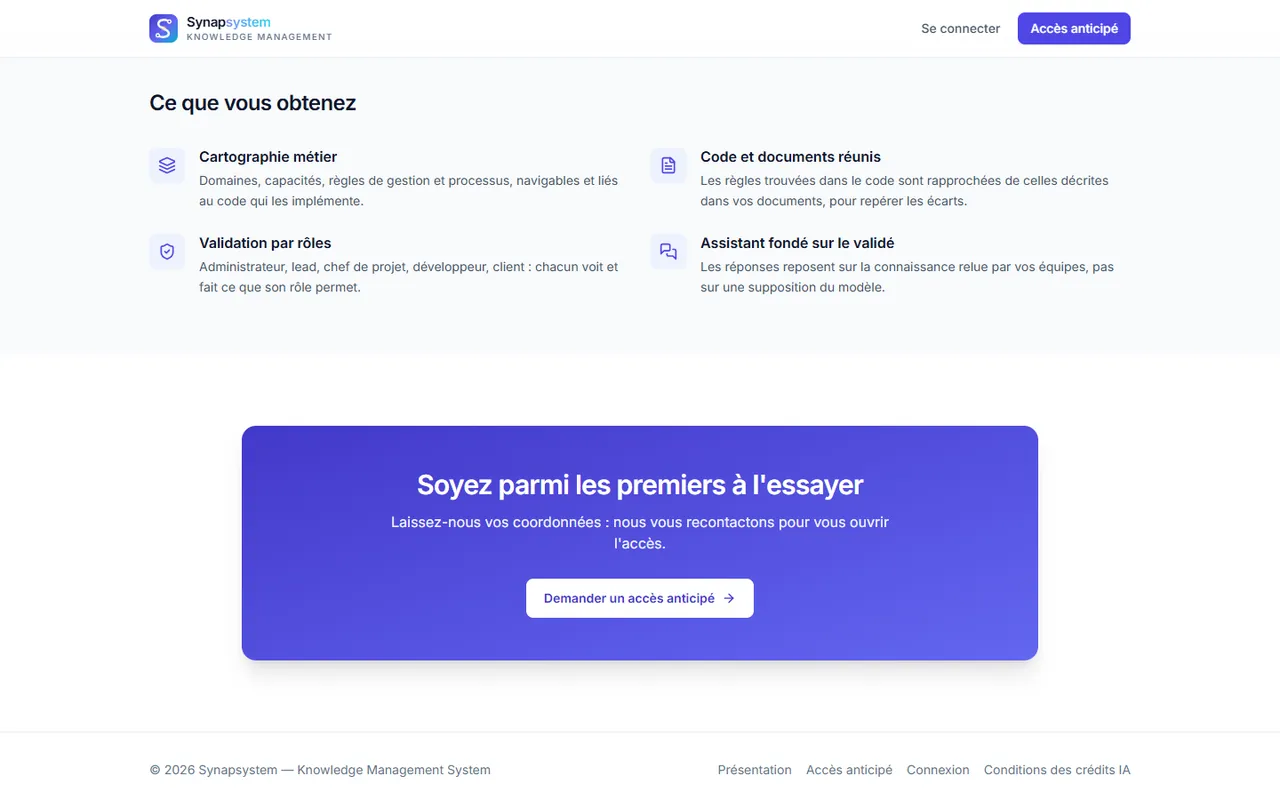 Synapsystem
KNOWLEDGE MANAGEMENT
Se connecter
Accès anticipé
Ce que vous obtenez
Cartographie métier
Domaines, capacités, règles de gestion et processus, navigables et liés
au code qui les implémente.
Code et documents réunis
Les règles trouvées dans le code sont rapprochées de celles décrites
dans vos documents, pour repérer les écarts.
Validation par rôles
Administrateur, lead, chef de projet, développeur, client : chacun voit et
fait ce que son rôle permet.
Assistant fondé sur le validé
Les réponses reposent sur la connaissance relue par vos équipes, pas
sur une supposition du modèle.
Soyez parmi les premiers à l'essayer
Laissez-nous vos coordonnées : nous vous recontactons pour vous ouvrir
l'accès.
Demander un accès anticipé →
© 2026 Synapsystem — Knowledge Management System
Présentation
Accès anticipé
Connexion
Conditions des crédits IA